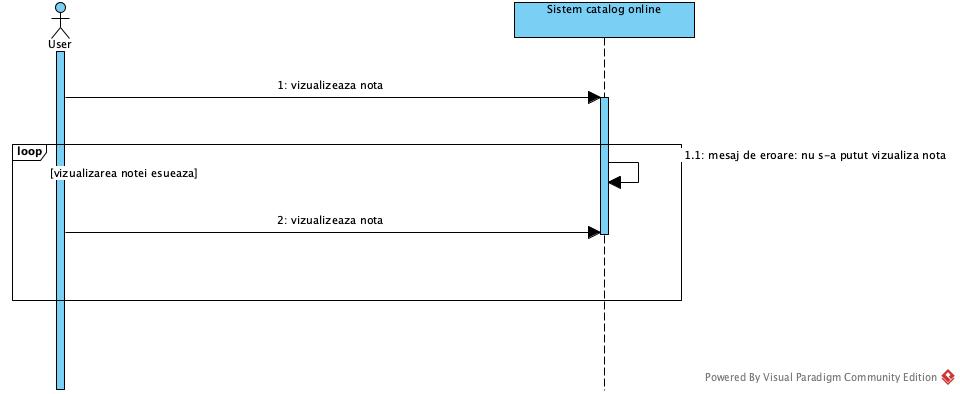 Sistem catalog online
User
1: vizualizeaza nota
loop
1.1: mesaj de eroare: nu s-a putut vizualiza nota
[vizualizarea notei esueaza]
2: vizualizeaza nota
Powered By Visual Paradigm Community Edition